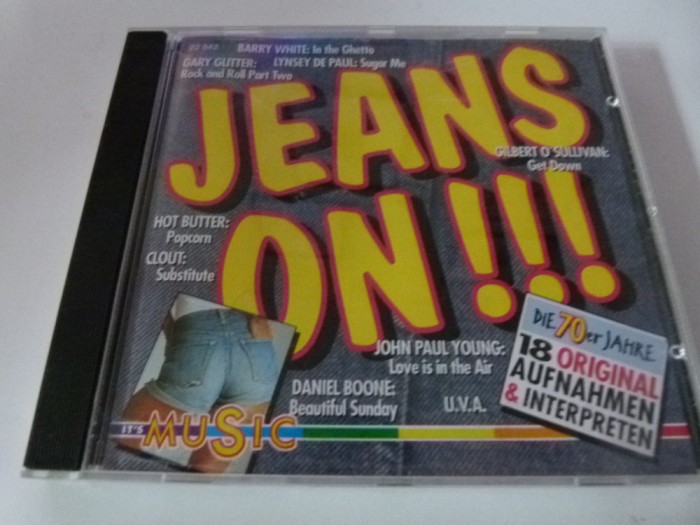 BARRY WHITE: In the Ghetto
GARY GLITTER: LYNSEY DE PAUL: Sugar Me
Rock and Roll Part Two
JEANS
GILBERT O'SULLIVAN:
Get Down
HOT BUTTER:
Popcorn
ON!!!
CLOUT:
Substitute
DIE 70er JAHRE
18 ORIGINAL
AUFNAHMEN
& INTERPRETEN
JOHN PAUL YOUNG:
Love is in the Air
DANIEL BOONE:
Beautiful Sunday
U.V.A.
IT'S MUSIC